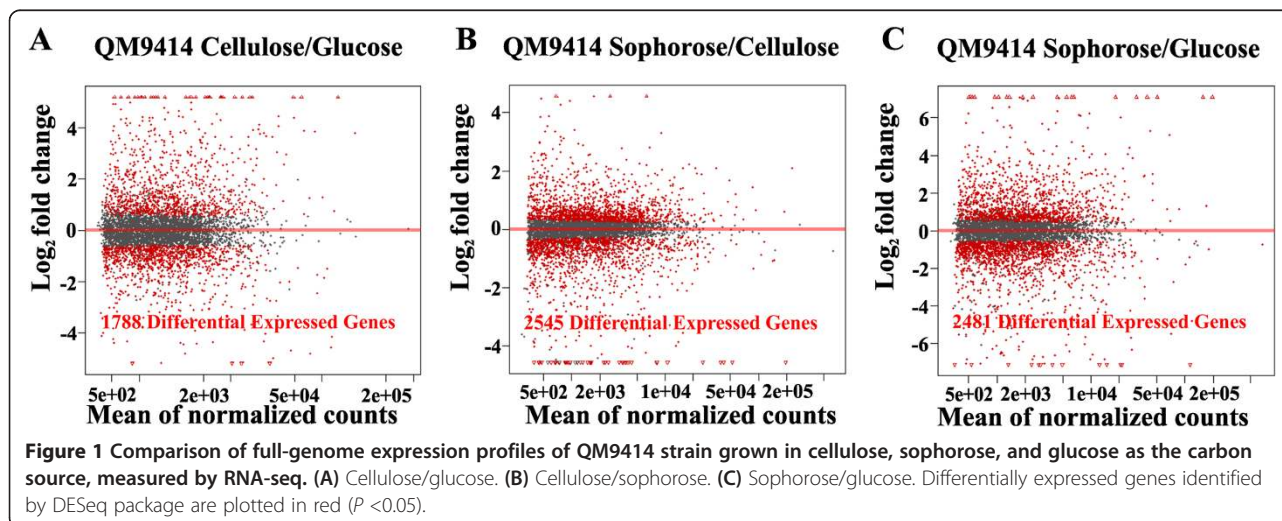 A QM9414 Cellulose/Glucose
Log2 fold change
4
2
0
-2
-4
1788 Differential Expressed Genes
5e+02 2e+03 5e+04 2e+05
Mean of normalized counts
B QM9414 Sophorose/Cellulose
Log2 fold change
4
2
0
-2
-4
2545 Differential Expressed Genes
5e+02 2e+03 1e+04 5e+04 2e+05
Mean of normalized counts
C QM9414 Sophorose/Glucose
Log2 fold change
6
4
2
0
-2
-4
-6
2481 Differential Expressed Genes
5e+02 2e+03 1e+04 5e+04 2e+05
Mean of normalized counts
Figure 1 Comparison of full-genome expression profiles of QM9414 strain grown in cellulose, sophorose, and glucose as the carbon
source, measured by RNA-seq. (A) Cellulose/glucose. (B) Cellulose/sophorose. (C) Sophorose/glucose. Differentially expressed genes identified
by DESeq package are plotted in red (P <0.05).